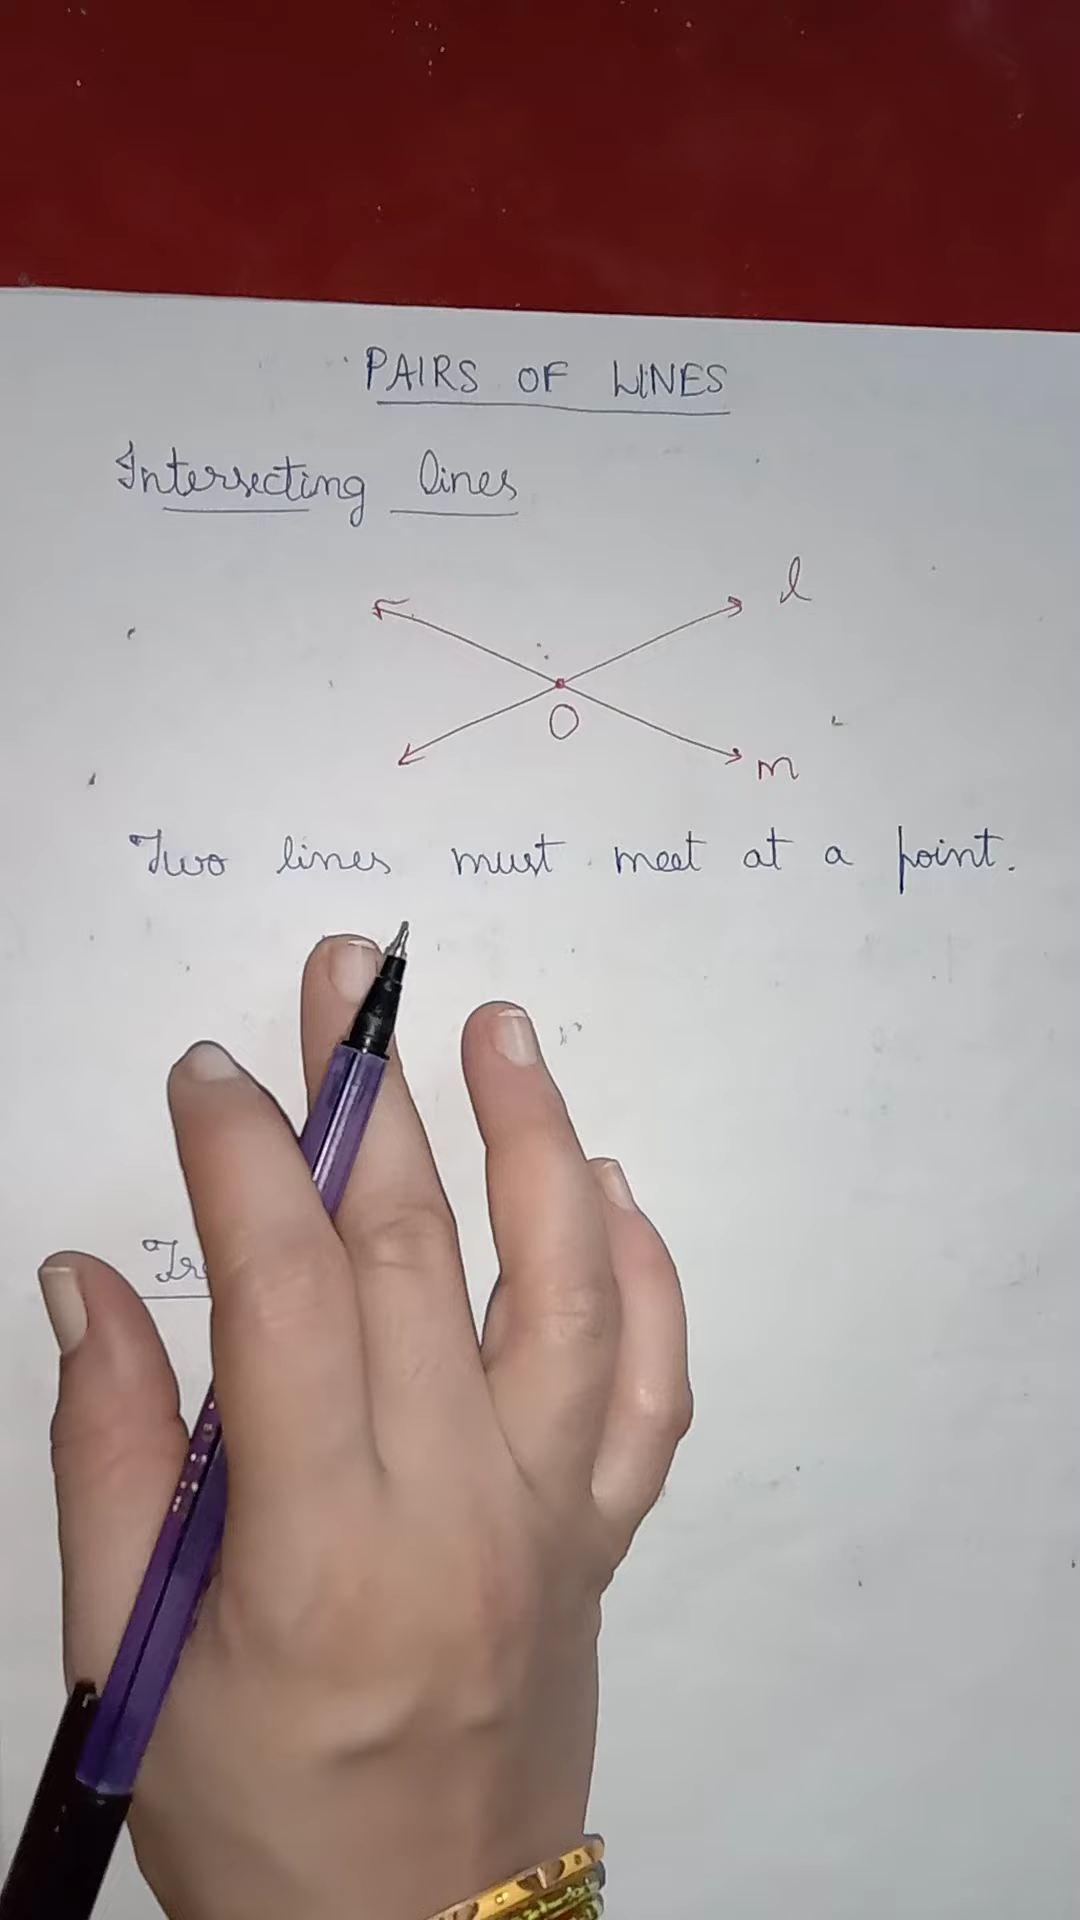 PAIRS OF LINES
Intersecting lines
l
O
m
Two lines must meet at a point.